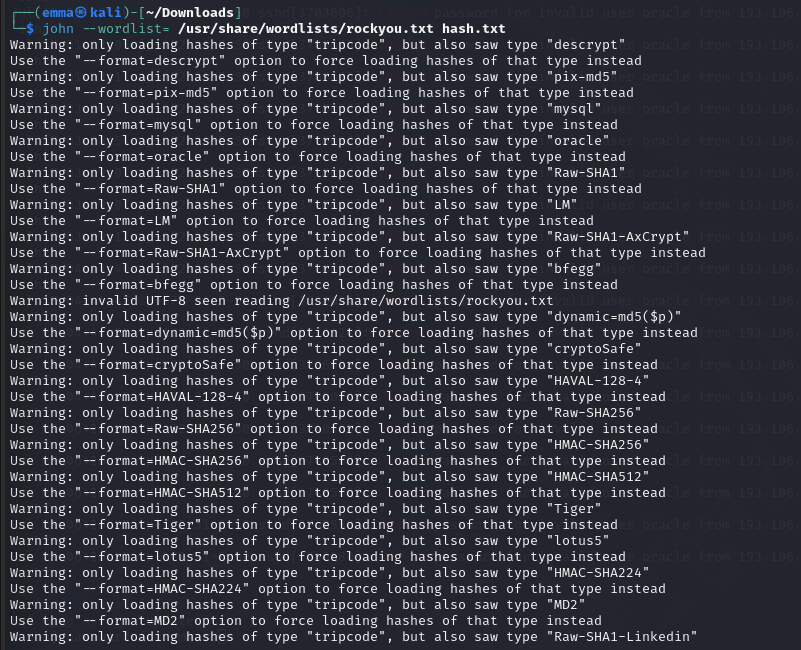 ┌──(emma㉿kali)-[~/Downloads]
└─$ john --wordlist= /usr/share/wordlists/rockyou.txt hash.txt
Warning: only loading hashes of type "tripcode", but also saw type "descrypt"
Use the "--format=descrypt" option to force loading hashes of that type instead
Warning: only loading hashes of type "tripcode", but also saw type "pix-md5"
Use the "--format=pix-md5" option to force loading hashes of that type instead
Warning: only loading hashes of type "tripcode", but also saw type "mysql"
Use the "--format=mysql" option to force loading hashes of that type instead
Warning: only loading hashes of type "tripcode", but also saw type "oracle"
Use the "--format=oracle" option to force loading hashes of that type instead
Warning: only loading hashes of type "tripcode", but also saw type "Raw-SHA1"
Use the "--format=Raw-SHA1" option to force loading hashes of that type instead
Warning: only loading hashes of type "tripcode", but also saw type "LM"
Use the "--format=LM" option to force loading hashes of that type instead
Warning: only loading hashes of type "tripcode", but also saw type "Raw-SHA1-AxCrypt"
Use the "--format=Raw-SHA1-AxCrypt" option to force loading hashes of that type instead
Warning: only loading hashes of type "tripcode", but also saw type "bfegg"
Use the "--format=bfegg" option to force loading hashes of that type instead
Warning: invalid UTF-8 seen reading /usr/share/wordlists/rockyou.txt
Warning: only loading hashes of type "tripcode", but also saw type "dynamic=md5($p)"
Use the "--format=dynamic=md5($p)" option to force loading hashes of that type instead
Warning: only loading hashes of type "tripcode", but also saw type "cryptoSafe"
Use the "--format=cryptoSafe" option to force loading hashes of that type instead
Warning: only loading hashes of type "tripcode", but also saw type "HAVAL-128-4"
Use the "--format=HAVAL-128-4" option to force loading hashes of that type instead
Warning: only loading hashes of type "tripcode", but also saw type "Raw-SHA256"
Use the "--format=Raw-SHA256" option to force loading hashes of that type instead
Warning: only loading hashes of type "tripcode", but also saw type "HMAC-SHA256"
Use the "--format=HMAC-SHA256" option to force loading hashes of that type instead
Warning: only loading hashes of type "tripcode", but also saw type "HMAC-SHA512"
Use the "--format=HMAC-SHA512" option to force loading hashes of that type instead
Warning: only loading hashes of type "tripcode", but also saw type "Tiger"
Use the "--format=Tiger" option to force loading hashes of that type instead
Warning: only loading hashes of type "tripcode", but also saw type "lotus5"
Use the "--format=lotus5" option to force loading hashes of that type instead
Warning: only loading hashes of type "tripcode", but also saw type "HMAC-SHA224"
Use the "--format=HMAC-SHA224" option to force loading hashes of that type instead
Warning: only loading hashes of type "tripcode", but also saw type "MD2"
Use the "--format=MD2" option to force loading hashes of that type instead
Warning: only loading hashes of type "tripcode", but also saw type "Raw-SHA1-Linkedin"